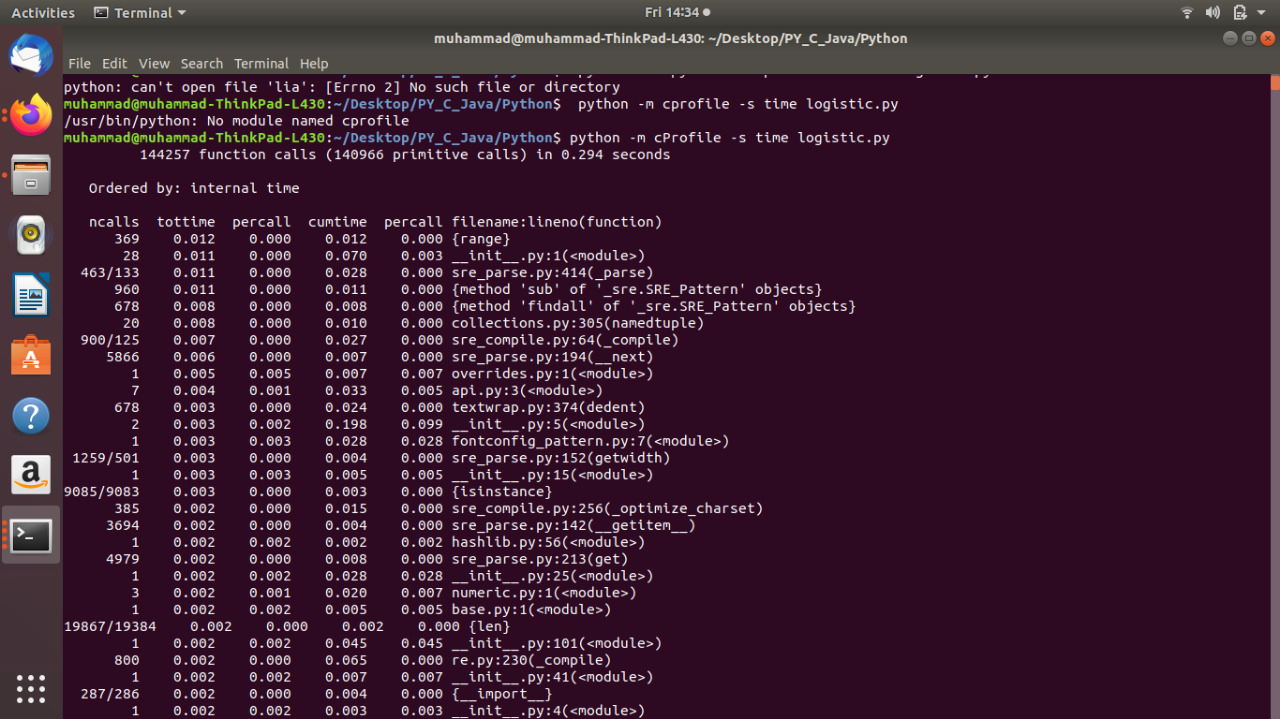 Activities Terminal Fri 14:34
muhammad@muhammad-ThinkPad-L430: ~/Desktop/PY_C_Java/Python
File Edit View Search Terminal Help
python: can't open file 'lia': [Errno 2] No such file or directory
muhammad@muhammad-ThinkPad-L430:~/Desktop/PY_C_Java/Python$  python -m cprofile -s time logistic.py
/usr/bin/python: No module named cprofile
muhammad@muhammad-ThinkPad-L430:~/Desktop/PY_C_Java/Python$ python -m cProfile -s time logistic.py
         144257 function calls (140966 primitive calls) in 0.294 seconds
   Ordered by: internal time
   ncalls  tottime  percall  cumtime  percall filename:lineno(function)
      369    0.012    0.000    0.012    0.000 {range}
       28    0.011    0.000    0.070    0.003 __init__.py:1(<module>)
  463/133    0.011    0.000    0.028    0.000 sre_parse.py:414(_parse)
      960    0.011    0.000    0.011    0.000 {method 'sub' of '_sre.SRE_Pattern' objects}
      678    0.008    0.000    0.008    0.000 {method 'findall' of '_sre.SRE_Pattern' objects}
       20    0.008    0.000    0.010    0.000 collections.py:305(namedtuple)
  900/125    0.007    0.000    0.027    0.000 sre_compile.py:64(_compile)
     5866    0.006    0.000    0.007    0.000 sre_parse.py:194(__next)
        1    0.005    0.005    0.007    0.007 overrides.py:1(<module>)
        7    0.004    0.001    0.033    0.005 api.py:3(<module>)
      678    0.003    0.000    0.024    0.000 textwrap.py:374(dedent)
        2    0.003    0.002    0.198    0.099 __init__.py:5(<module>)
        1    0.003    0.003    0.028    0.028 fontconfig_pattern.py:7(<module>)
 1259/501    0.003    0.000    0.004    0.000 sre_parse.py:152(getwidth)
        1    0.003    0.003    0.005    0.005 __init__.py:15(<module>)
9085/9083    0.003    0.000    0.003    0.000 {isinstance}
      385    0.002    0.000    0.015    0.000 sre_compile.py:256(_optimize_charset)
     3694    0.002    0.000    0.004    0.000 sre_parse.py:142(__getitem__)
        1    0.002    0.002    0.002    0.002 hashlib.py:56(<module>)
     4979    0.002    0.000    0.008    0.000 sre_parse.py:213(get)
        1    0.002    0.002    0.028    0.028 __init__.py:25(<module>)
        3    0.002    0.001    0.020    0.007 numeric.py:1(<module>)
        1    0.002    0.002    0.005    0.005 base.py:1(<module>)
19867/19384    0.002    0.000    0.002    0.000 {len}
        1    0.002    0.002    0.045    0.045 __init__.py:101(<module>)
      800    0.002    0.000    0.065    0.000 re.py:230(_compile)
        1    0.002    0.002    0.007    0.007 __init__.py:41(<module>)
  287/286    0.002    0.000    0.004    0.000 {__import__}
        1    0.002    0.002    0.003    0.003 __init__.py:4(<module>)